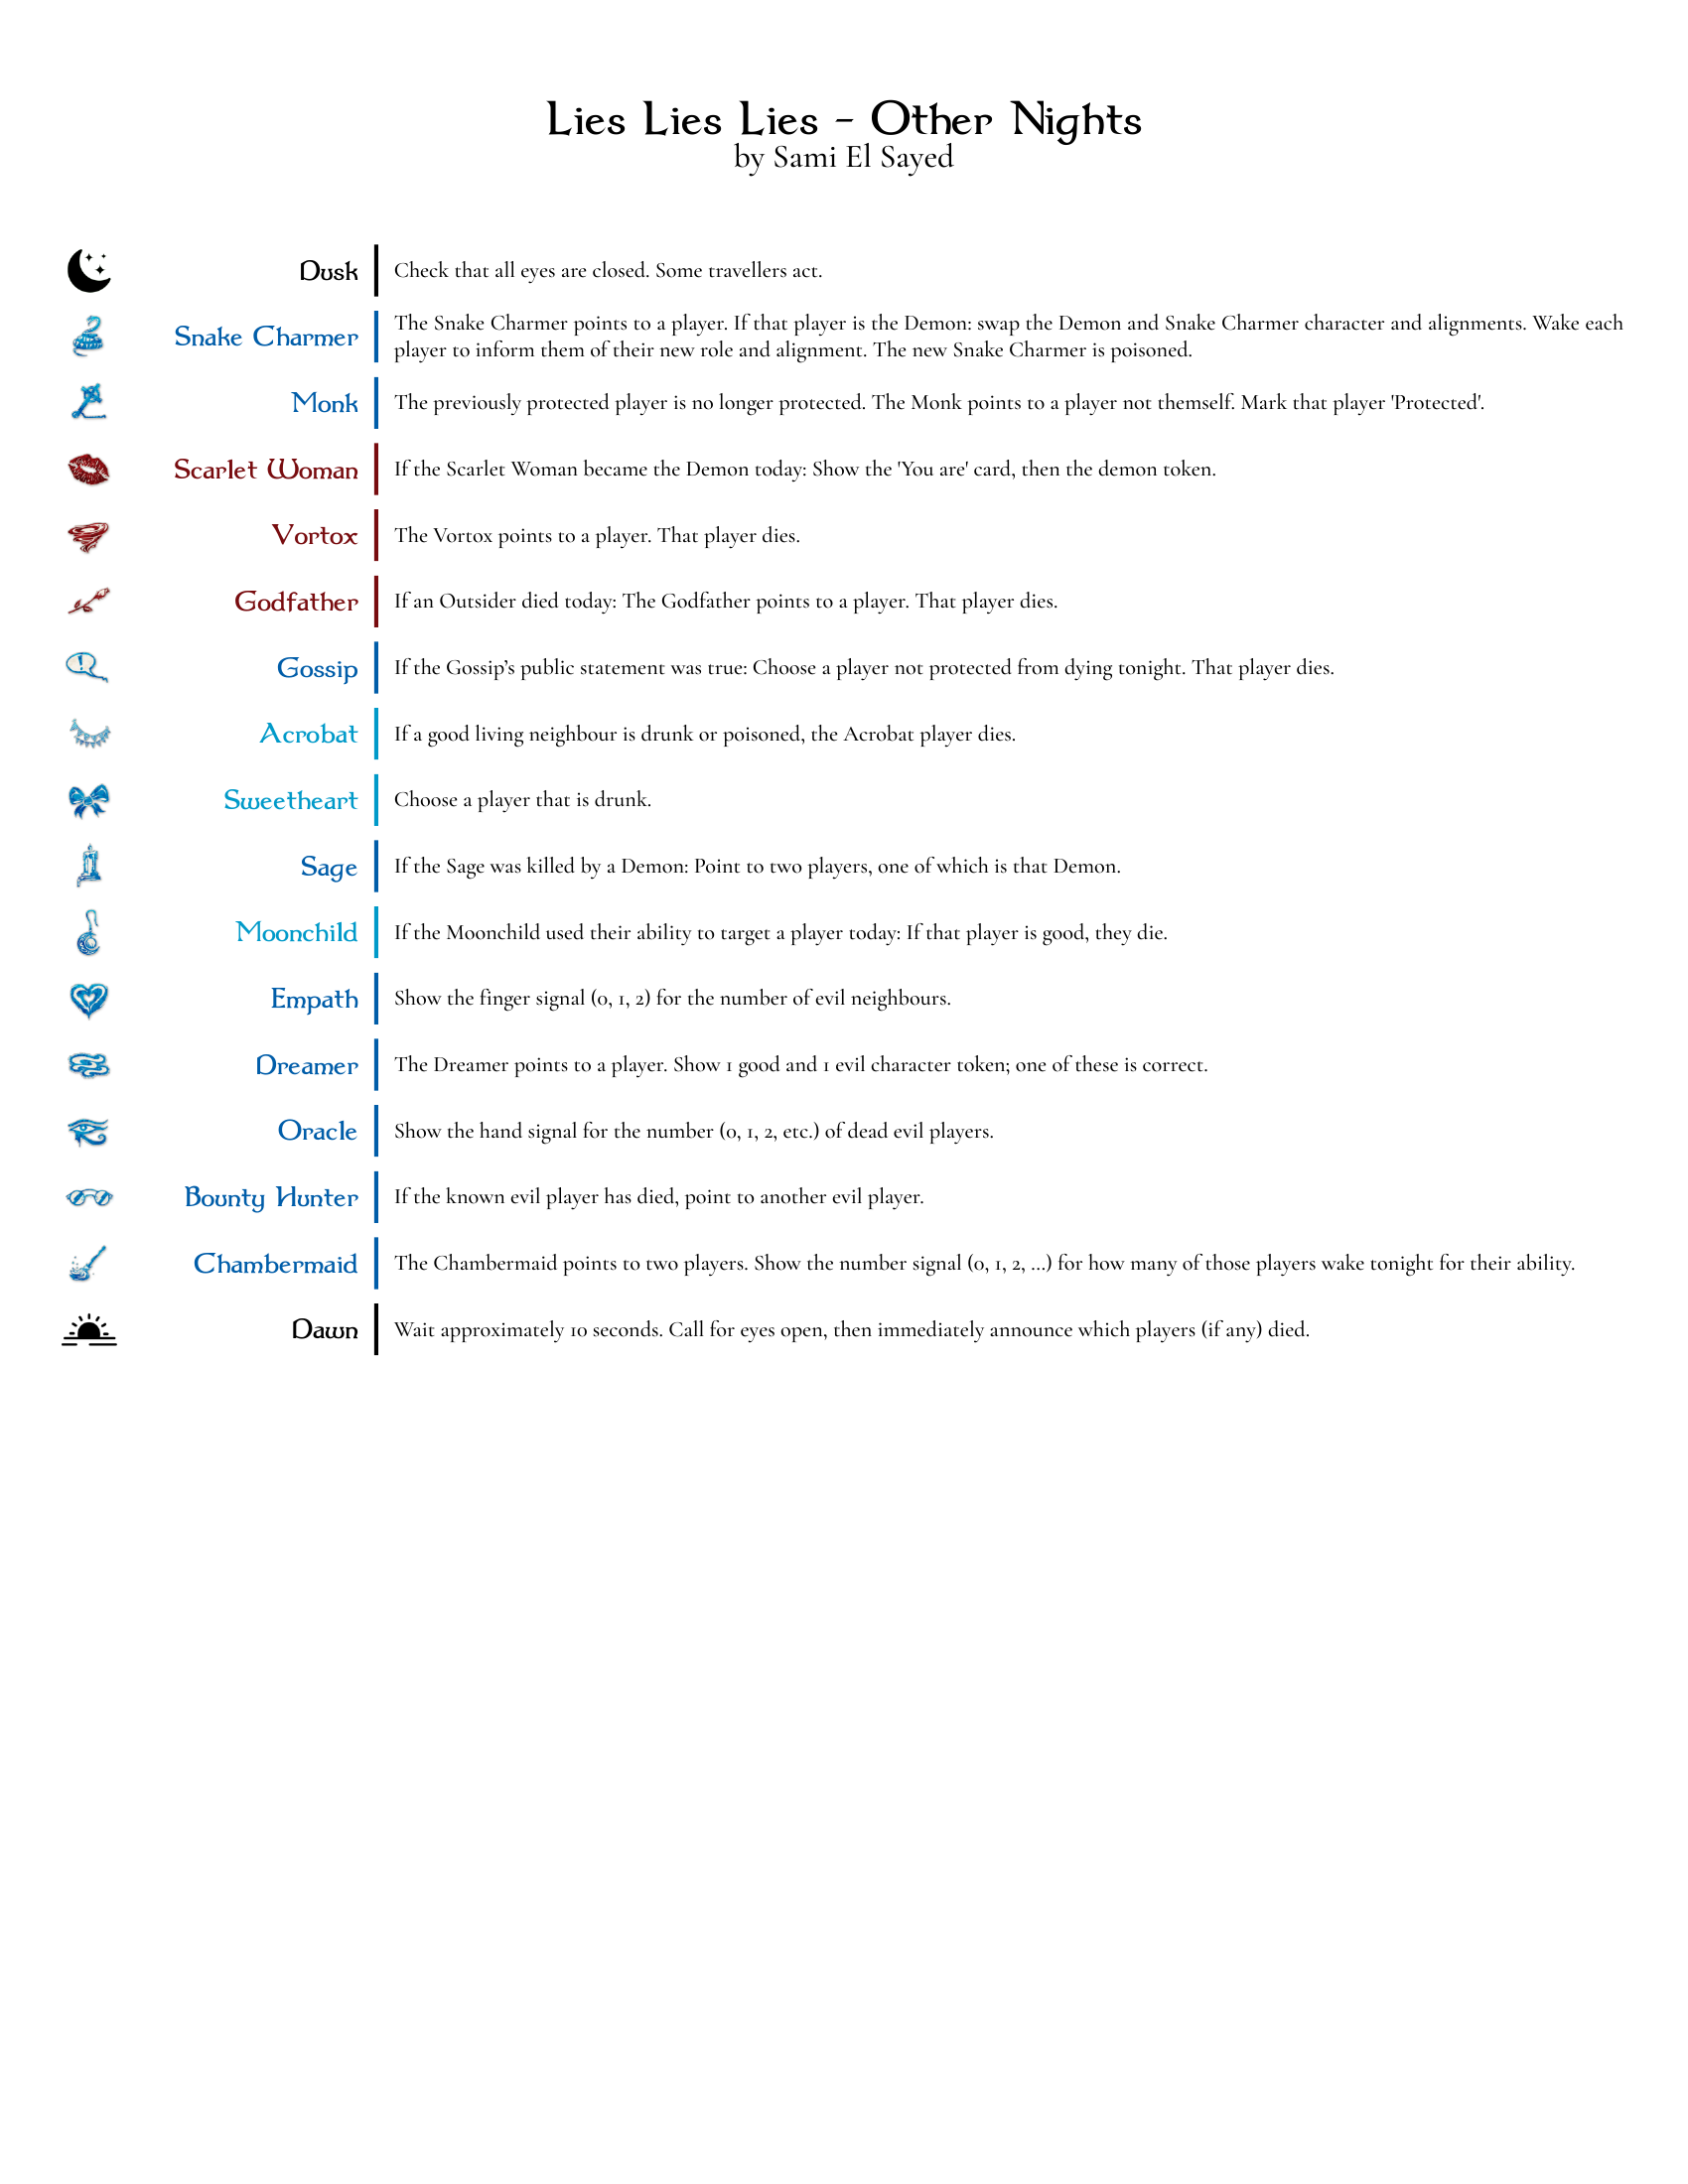 Lies Lies Lies - Other Nights
by Sami El Sayed
Dusk
Check that all eyes are closed. Some travellers act.
Snake Charmer
The Snake Charmer points to a player. If that player is the Demon: swap the Demon and Snake Charmer character and alignments. Wake each
player to inform them of their new role and alignment. The new Snake Charmer is poisoned.
Monk
The previously protected player is no longer protected. The Monk points to a player not themself. Mark that player 'Protected'.
Scarlet Woman
If the Scarlet Woman became the Demon today: Show the 'You are' card, then the demon token.
Vortox
The Vortox points to a player. That player dies.
Godfather
If an Outsider died today: The Godfather points to a player. That player dies.
Gossip
If the Gossip’s public statement was true: Choose a player not protected from dying tonight. That player dies.
Acrobat
If a good living neighbour is drunk or poisoned, the Acrobat player dies.
Sweetheart
Choose a player that is drunk.
Sage
If the Sage was killed by a Demon: Point to two players, one of which is that Demon.
Moonchild
If the Moonchild used their ability to target a player today: If that player is good, they die.
Empath
Show the finger signal (0, 1, 2) for the number of evil neighbours.
Dreamer
The Dreamer points to a player. Show 1 good and 1 evil character token; one of these is correct.
Oracle
Show the hand signal for the number (0, 1, 2, etc.) of dead evil players.
Bounty Hunter
If the known evil player has died, point to another evil player.
Chambermaid
The Chambermaid points to two players. Show the number signal (0, 1, 2, ...) for how many of those players wake tonight for their ability.
Dawn
Wait approximately 10 seconds. Call for eyes open, then immediately announce which players (if any) died.